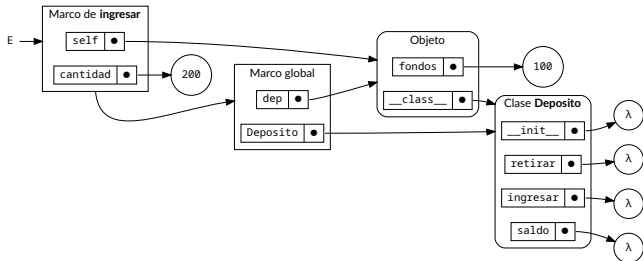 Marco de ingresar
E
self
cantidad
200
Marco global
dep
Deposito
Objeto
fondos
100
__class__
Clase Deposito
__init__
λ
retirar
λ
ingresar
λ
saldo
λ